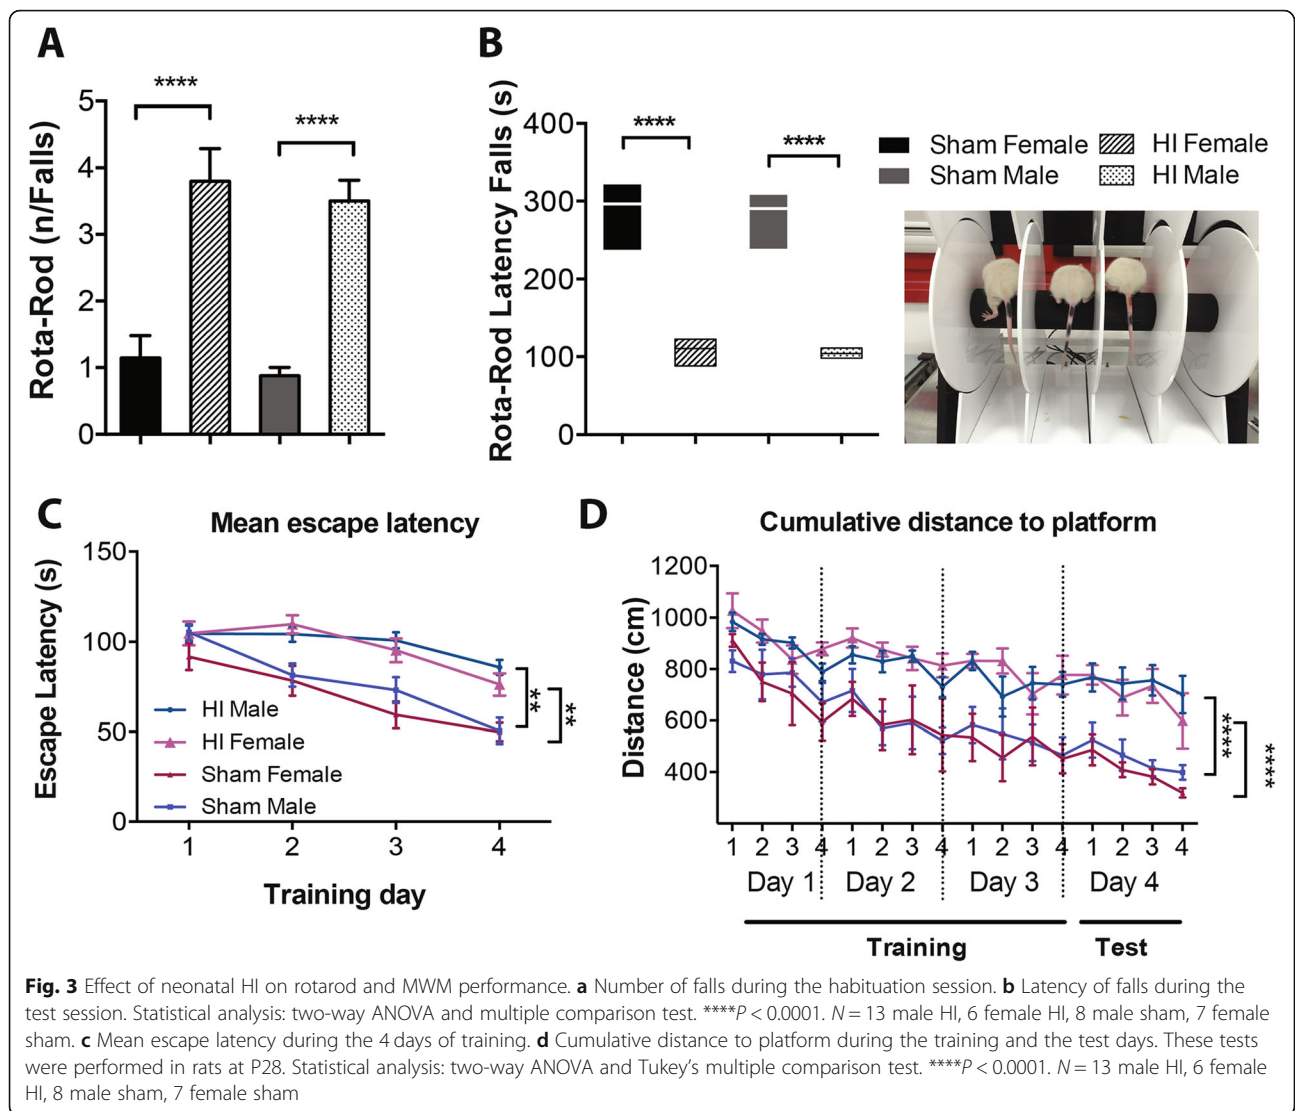 A
Rota-Rod (n/Falls)
5
4
3
2
1
0
****
****
B
Rota-Rod Latency Falls (s)
400
300
200
100
0
****
****
Sham Female
HI Female
Sham Male
HI Male
C
Mean escape latency
Escape Latency (s)
150
100
50
0
HI Male
HI Female
Sham Female
Sham Male
**
**
1 2 3 4
Training day
D
Cumulative distance to platform
Distance (cm)
1200
1000
800
600
400
****
****
1 2 3 4 1 2 3 4 1 2 3 4 1 2 3 4
Day 1 Day 2 Day 3 Day 4
Training Test
Fig. 3 Effect of neonatal HI on rotarod and MWM performance. a Number of falls during the habituation session. b Latency of falls during the
test session. Statistical analysis: two-way ANOVA and multiple comparison test. ****P < 0.0001. N = 13 male HI, 6 female HI, 8 male sham, 7 female
sham. c Mean escape latency during the 4 days of training. d Cumulative distance to platform during the training and the test days. These tests
were performed in rats at P28. Statistical analysis: two-way ANOVA and Tukey's multiple comparison test. ****P < 0.0001. N = 13 male HI, 6 female
HI, 8 male sham, 7 female sham